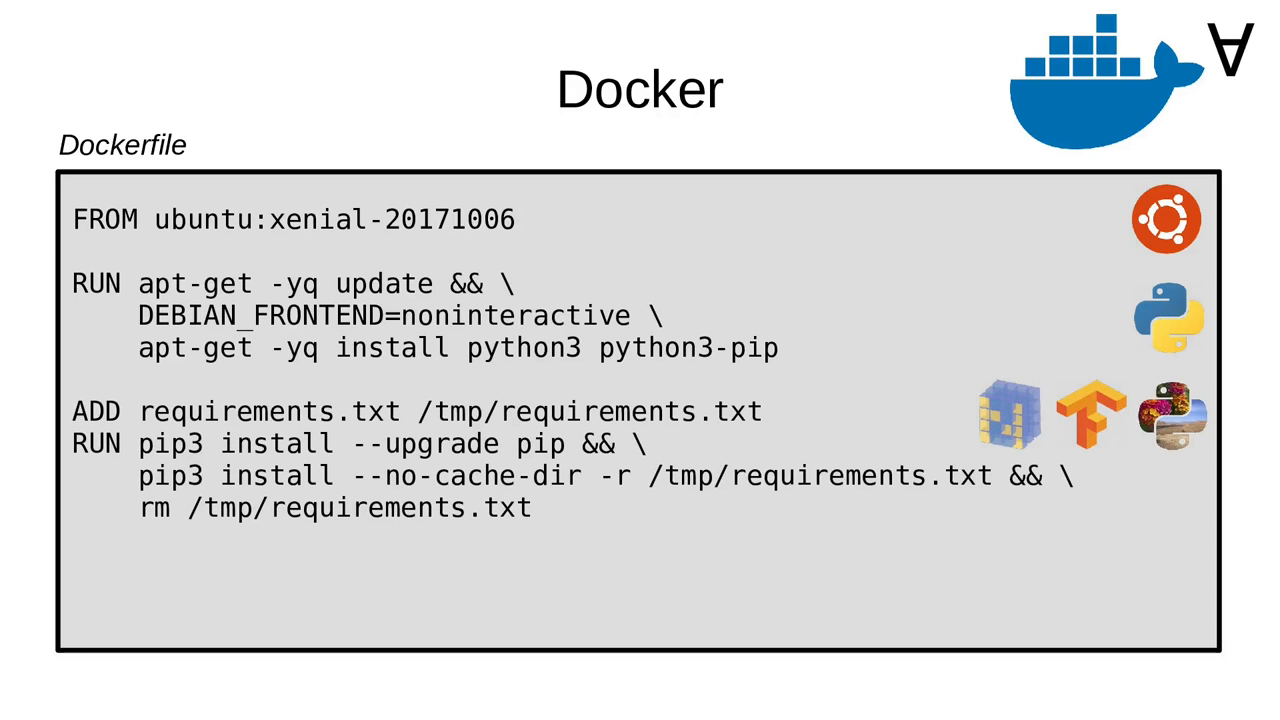 ∀
Docker
Dockerfile
FROM ubuntu:xenial-20171006
RUN apt-get -yq update && \
DEBIAN_FRONTEND=noninteractive \
apt-get -yq install python3 python3-pip
ADD requirements.txt /tmp/requirements.txt
RUN pip3 install --upgrade pip && \
pip3 install --no-cache-dir -r /tmp/requirements.txt && \
rm /tmp/requirements.txt